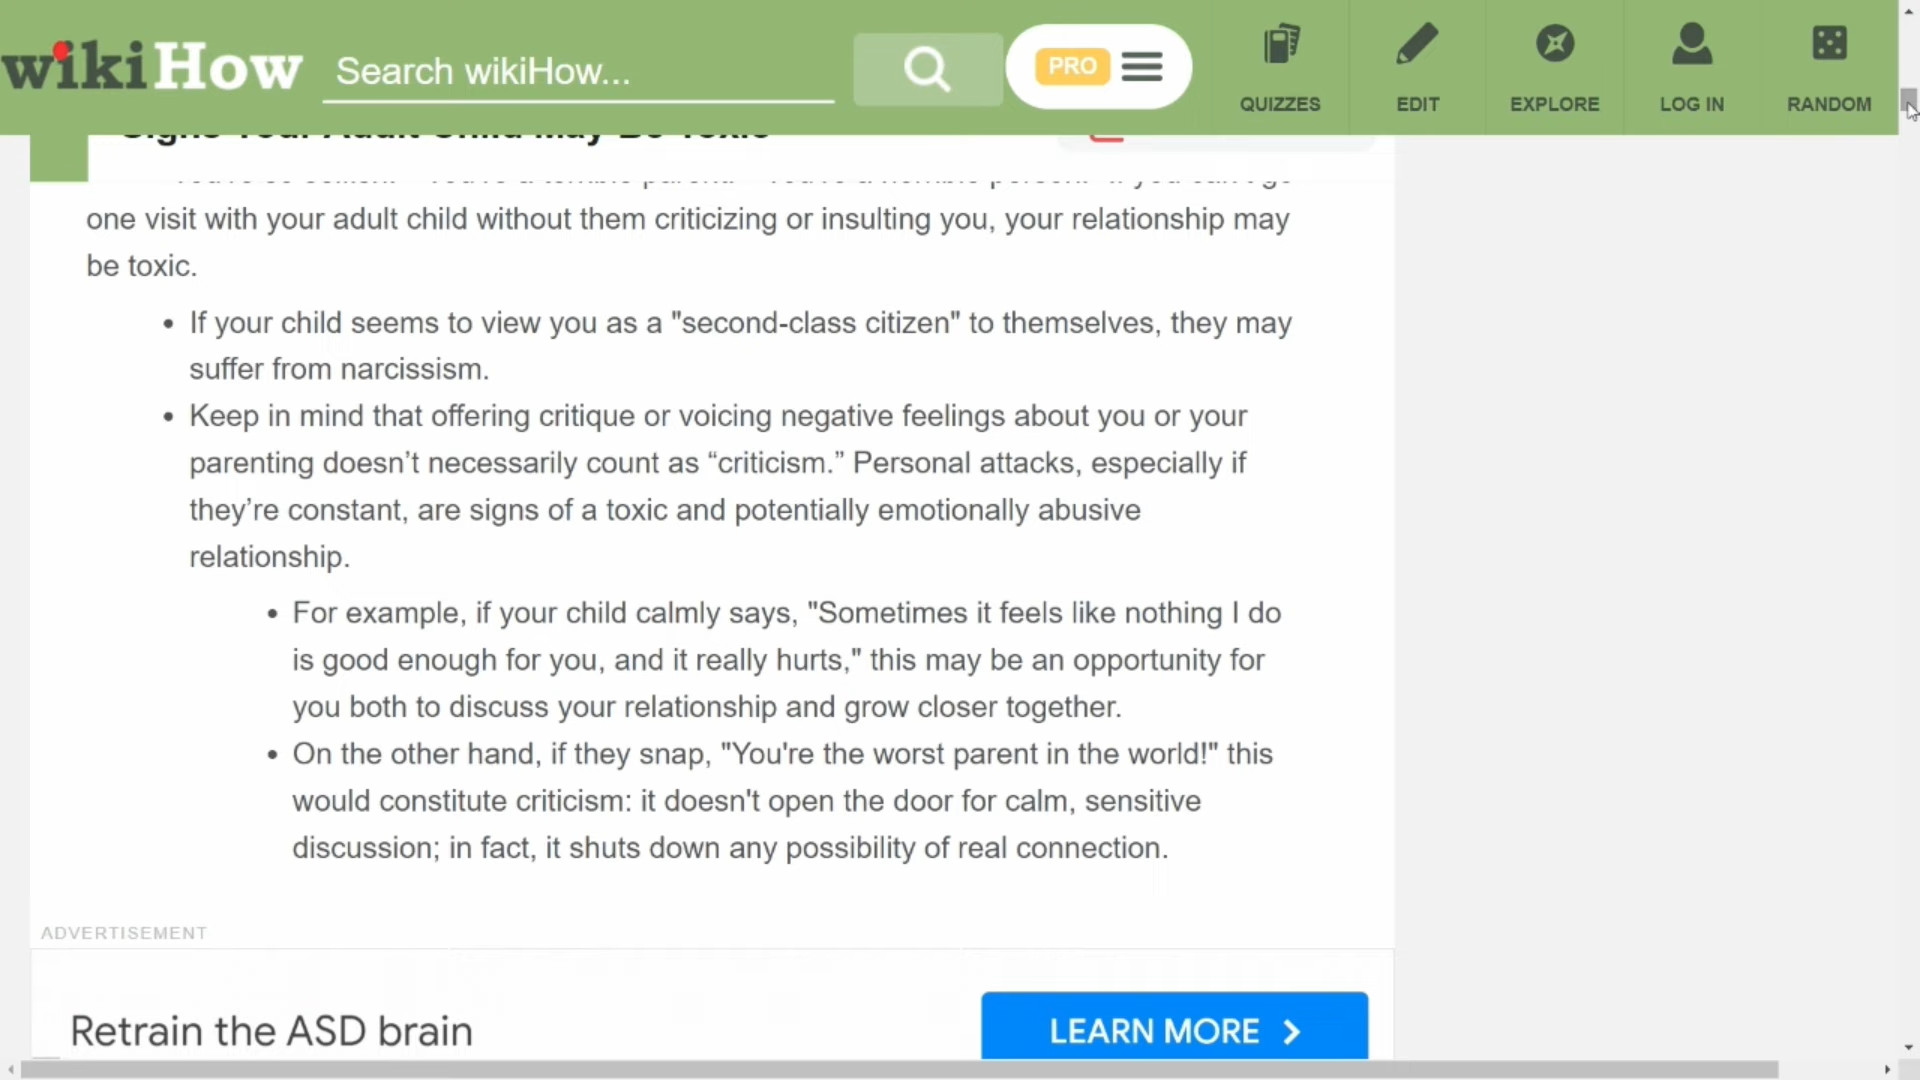 wikiHow
Search wikiHow...
PRO
QUIZZES
EDIT
EXPLORE
LOG IN
RANDOM
Signs Your Adult Child May Be Toxic
one visit with your adult child without them criticizing or insulting you, your relationship may
be toxic.
• If your child seems to view you as a "second-class citizen" to themselves, they may
suffer from narcissism.
• Keep in mind that offering critique or voicing negative feelings about you or your
parenting doesn’t necessarily count as “criticism.” Personal attacks, especially if
they’re constant, are signs of a toxic and potentially emotionally abusive
relationship.
• For example, if your child calmly says, "Sometimes it feels like nothing I do
is good enough for you, and it really hurts," this may be an opportunity for
you both to discuss your relationship and grow closer together.
• On the other hand, if they snap, "You're the worst parent in the world!" this
would constitute criticism: it doesn't open the door for calm, sensitive
discussion; in fact, it shuts down any possibility of real connection.
ADVERTISEMENT
Retrain the ASD brain
LEARN MORE